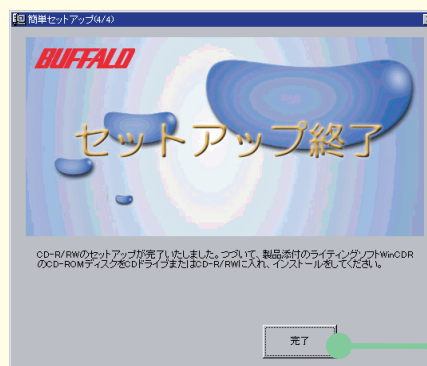 簡単セットアップ(4/4)
BUFFALO
セットアップ終了
CD-R/RWのセットアップが完了いたしました。つづいて、製品添付のライティングソフトWinCDR
のCD-ROMディスクをCDドライブまたはCD-R/RWに入れ、インストールをしてください。
完了